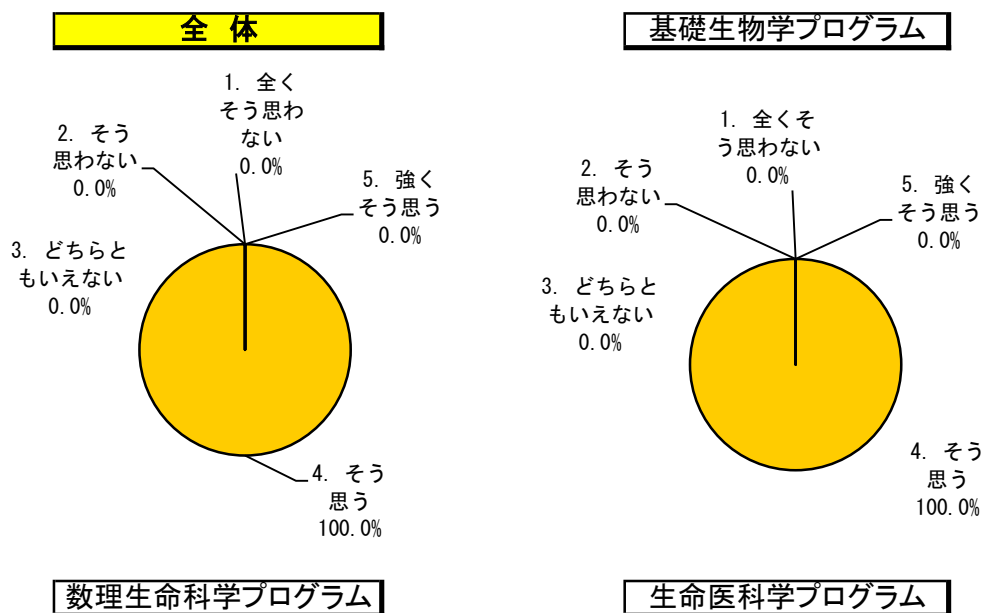 全 体
1. 全く
そう思わ
ない
0.0%
2. そう
思わない
0.0%
5. 強く
そう思う
0.0%
3. どちらと
もいえない
0.0%
4. そう
思う
100.0%
基礎生物学プログラム
1. 全くそ
う思わない
0.0%
2. そう
思わない
0.0%
5. 強く
そう思う
0.0%
3. どちらと
もいえない
0.0%
4. そう
思う
100.0%
数理生命科学プログラム
生命医科学プログラム